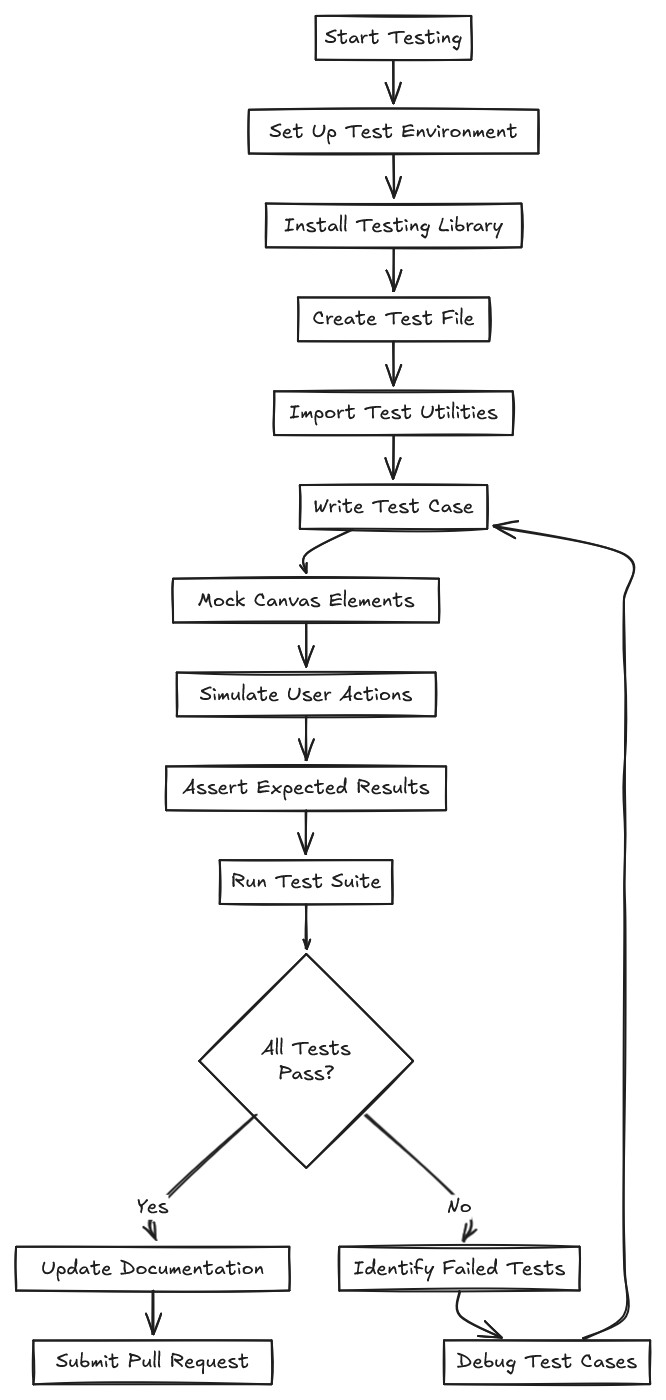 Start Testing
Set Up Test Environment
Install Testing Library
Create Test File
Import Test Utilities
Write Test Case
Mock Canvas Elements
Simulate User Actions
Assert Expected Results
Run Test Suite
All Tests
Pass?
Yes
No
Update Documentation
Identify Failed Tests
Submit Pull Request
Debug Test Cases